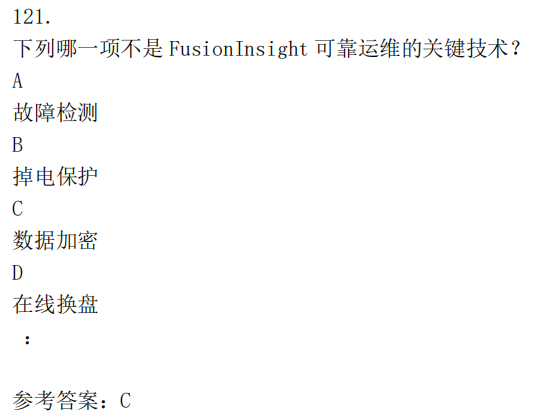 121.
下列哪一项不是 FusionInsight 可靠运维的关键技术?
A
故障检测
B
掉电保护
C
数据加密
D
在线换盘
：
参考答案：C